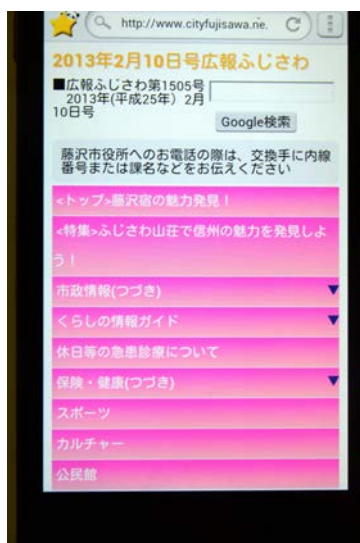 http://www.cityfujisawa.ne.
2013年2月10日号広報ふじさわ
■広報ふじさわ第1505号
2013年(平成25年）2月
10日号
Google検索
藤沢市役所へのお電話の際は、交換手に内線
番号または課名などをお伝えください
<トップ>藤沢宿の魅力発見！
<特集>ふじさわ山荘で信州の魅力を発見しよ
う！
市政情報(つづき)
くらしの情報ガイド
休日等の急患診療について
保険・健康(つづき)
スポーツ
カルチャー
公民館